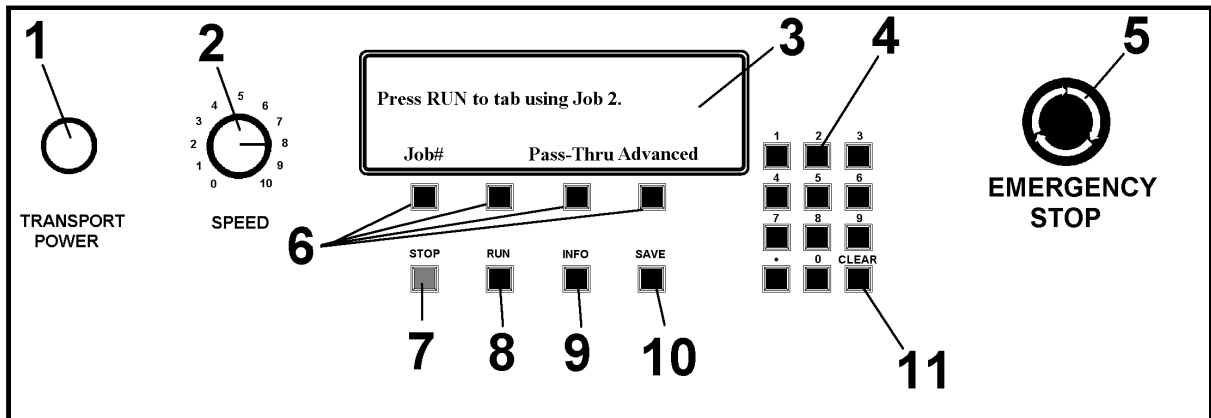 1
TRANSPORT
POWER
2
0 1 2 3 4 5 6 7 8 9 10
SPEED
3
Press RUN to tab using Job 2.
Job# Pass-Thru Advanced
6
STOP RUN INFO SAVE
7 8 9 10
4
1 2 3
4 5 6
7 8 9
• 0 CLEAR
11
5
EMERGENCY
STOP